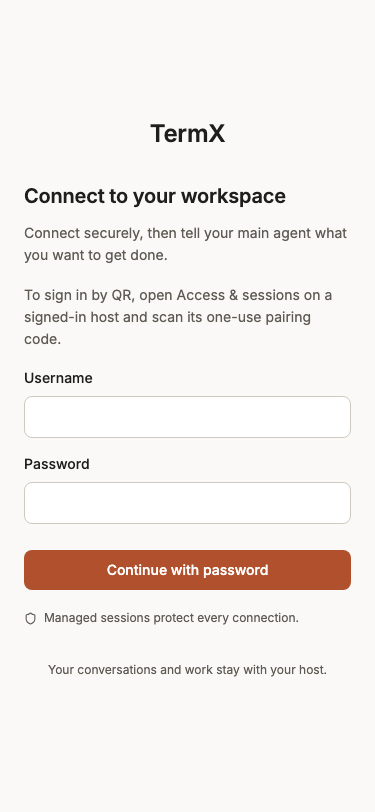 TermX
Connect to your workspace
Connect securely, then tell your main agent what
you want to get done.
To sign in by QR, open Access & sessions on a
signed-in host and scan its one-use pairing
code.
Username
Password
Continue with password
Managed sessions protect every connection.
Your conversations and work stay with your host.